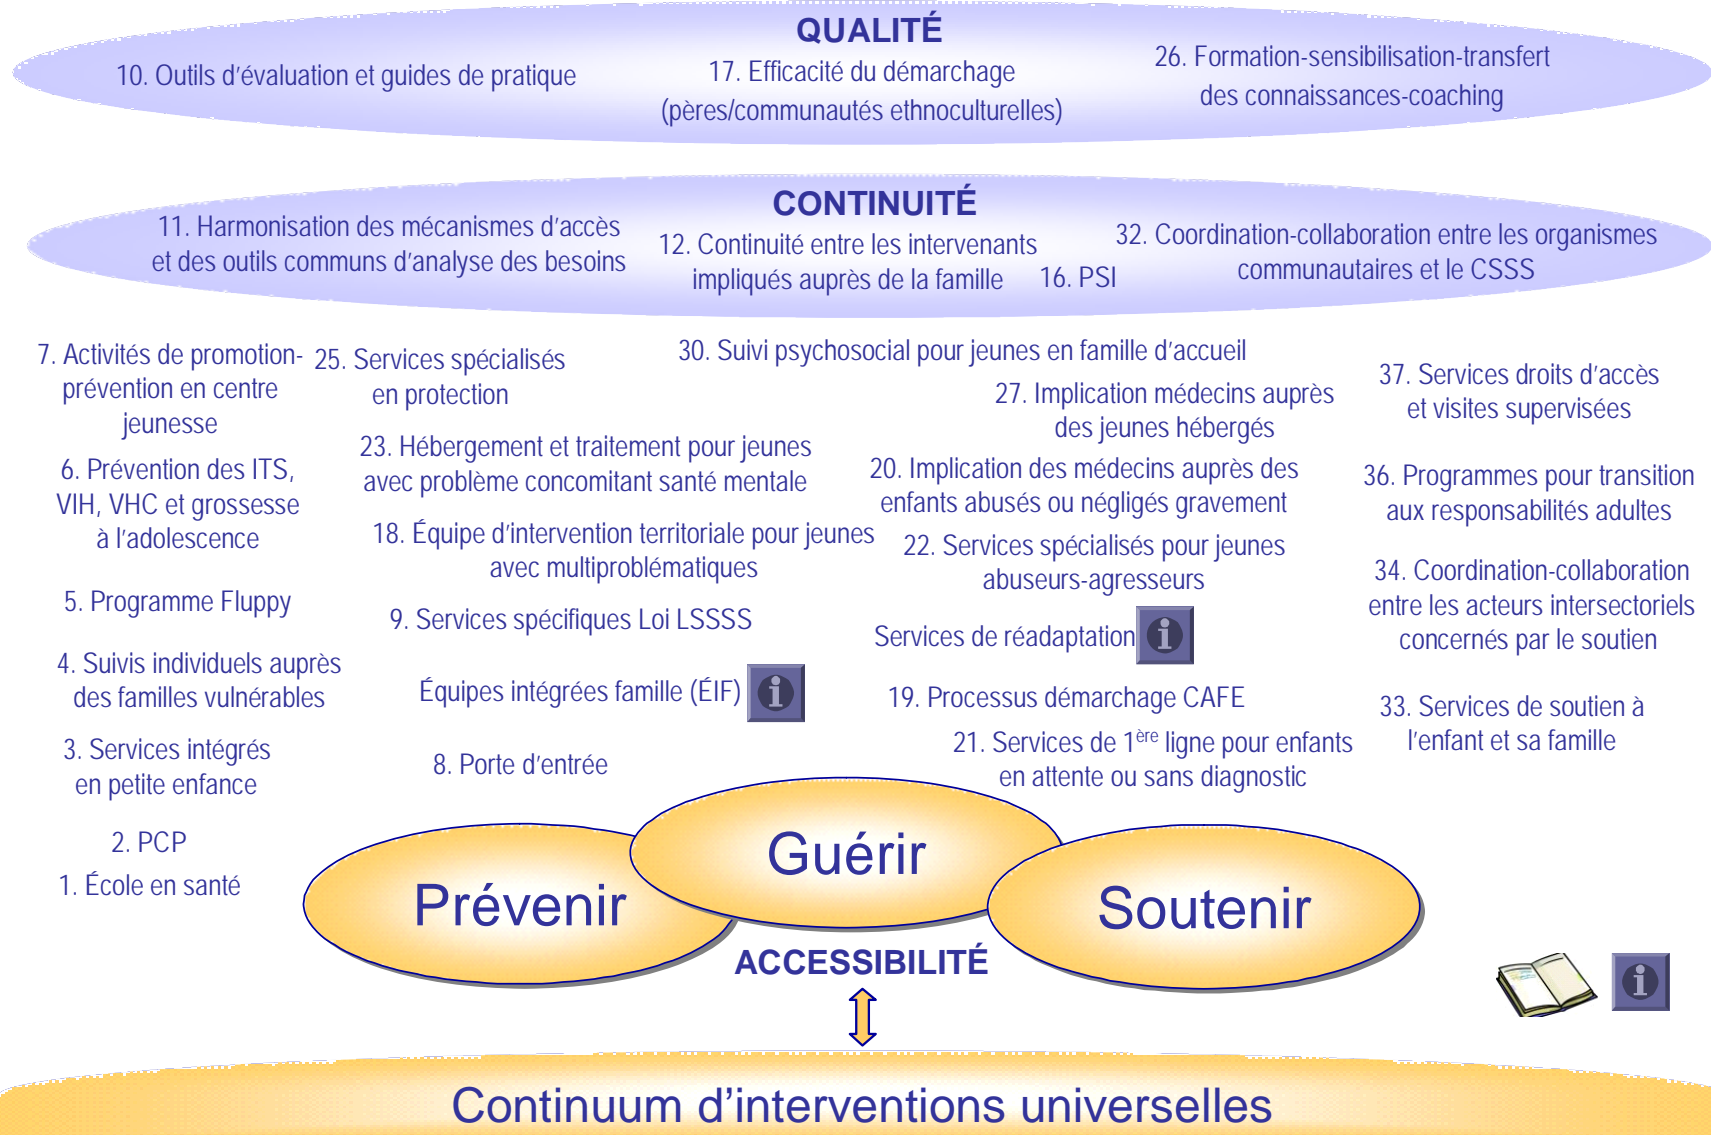 QUALITÉ
10. Outils d'évaluation et guides de pratique
17. Efficacité du démarchage
(pères/communautés ethnoculturelles)
26. Formation-sensibilisation-transfert
des connaissances-coaching
CONTINUITÉ
11. Harmonisation des mécanismes d'accès
et des outils communs d'analyse des besoins
12. Continuité entre les intervenants
impliqués auprès de la famille
16. PSI
32. Coordination-collaboration entre les organismes
communautaires et le CSSS
7. Activités de promotion-
prévention en centre
jeunesse
6. Prévention des ITS,
VIH, VHC et grossesse
à l'adolescence
5. Programme Fluppy
4. Suivis individuels auprès
des familles vulnérables
3. Services intégrés
en petite enfance
2. PCP
1. École en santé
25. Services spécialisés
en protection
23. Hébergement et traitement pour jeunes
avec problème concomitant santé mentale
18. Équipe d'intervention territoriale pour jeunes
avec multiproblématiques
9. Services spécifiques Loi LSSSS
Équipes intégrées famille (ÉIF)
8. Porte d'entrée
30. Suivi psychosocial pour jeunes en famille d'accueil
27. Implication médecins auprès
des jeunes hébergés
20. Implication des médecins auprès des
enfants abusés ou négligés gravement
22. Services spécialisés pour jeunes
abuseurs-agresseurs
Services de réadaptation
19. Processus démarchage CAFE
21. Services de 1ère ligne pour enfants
en attente ou sans diagnostic
37. Services droits d'accès
et visites supervisées
36. Programmes pour transition
aux responsabilités adultes
34. Coordination-collaboration
entre les acteurs intersectoriels
concernés par le soutien
33. Services de soutien à
l'enfant et sa famille
Prévenir
Guérir
Soutenir
ACCESSIBILITÉ
Continuum d'interventions universelles